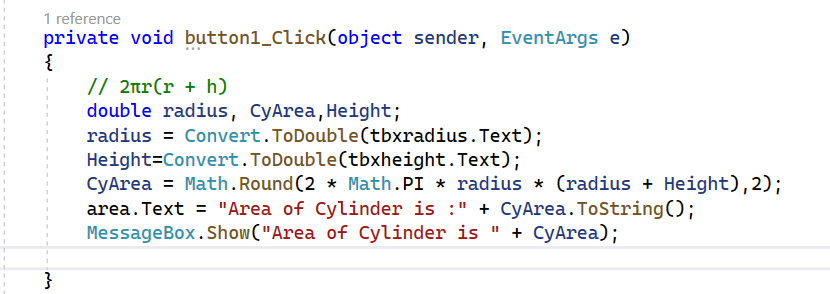 1 reference
private void button1_Click(object sender, EventArgs e)
{
// 2πr(r + h)
double radius, CyArea,Height;
radius = Convert.ToDouble(tbxradius.Text);
Height=Convert.ToDouble(tbxheight.Text);
CyArea = Math.Round(2 * Math.PI * radius * (radius + Height),2);
area.Text = "Area of Cylinder is :" + CyArea.ToString();
MessageBox.Show("Area of Cylinder is " + CyArea);
}